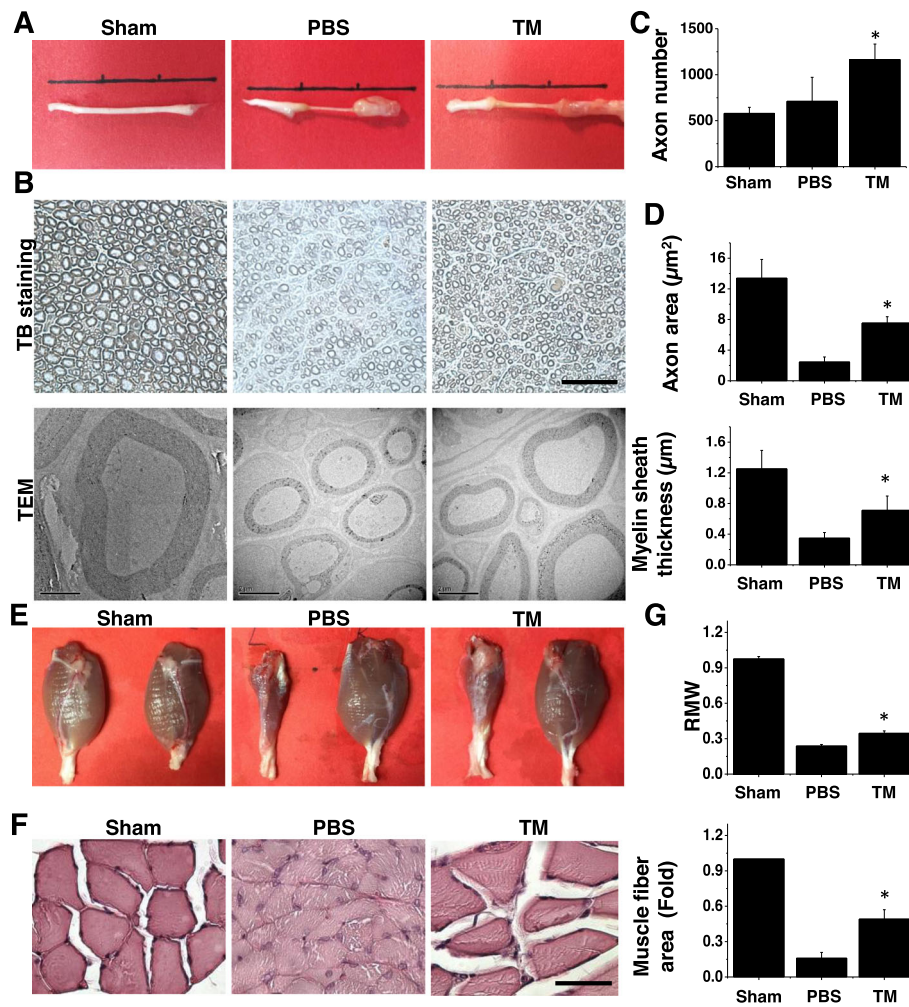 A
Sham PBS TM
C
Axon number
1500
1000
500
0
Sham PBS TM
*
B
TB staining
TEM
2 µm
D
Axon area (µm²)
16
12
8
4
0
Sham PBS TM
*
Myelin sheath
thickness (µm)
1.6
1.2
0.8
0.4
0.0
Sham PBS TM
*
E
Sham PBS TM
G
RMW
1.2
0.9
0.3
0.3
0.0
Sham PBS TM
*
F
Sham PBS TM
Muscle fiber
area (Fold)
1.2
0.9
0.6
0.3
0.0
Sham PBS TM
*